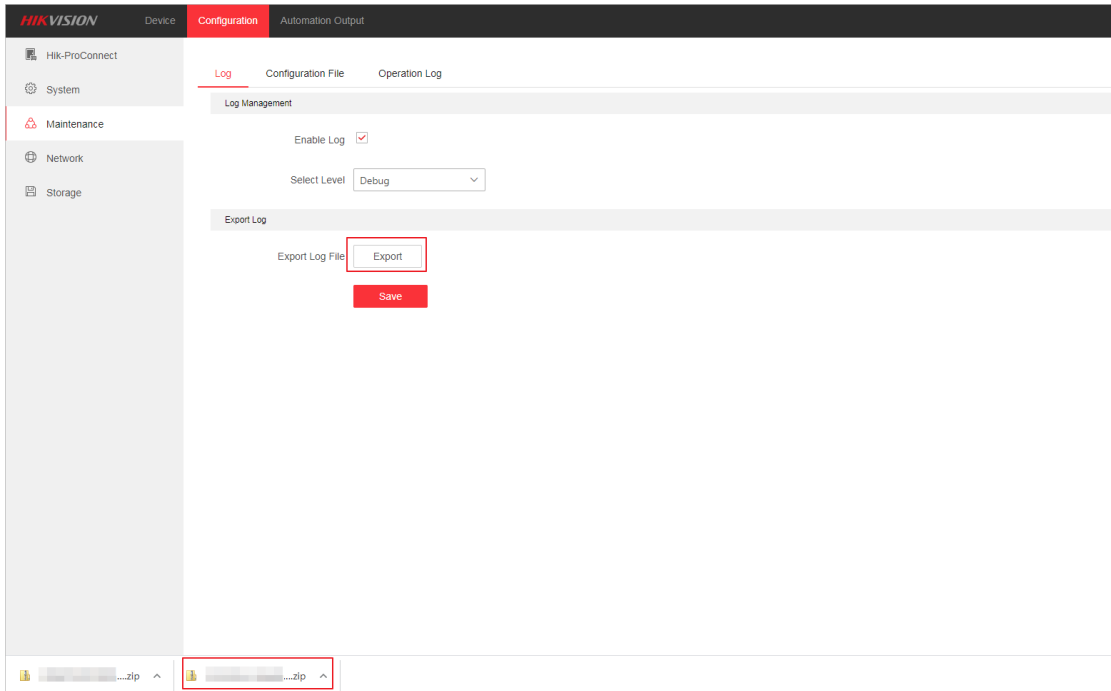 HIKVISION Device Configuration Automation Output
Hik-ProConnect
System
Maintenance
Network
Storage
Log Configuration File Operation Log
Log Management
Enable Log
Select Level Debug
Export Log
Export Log File Export
Save
....zip ....zip